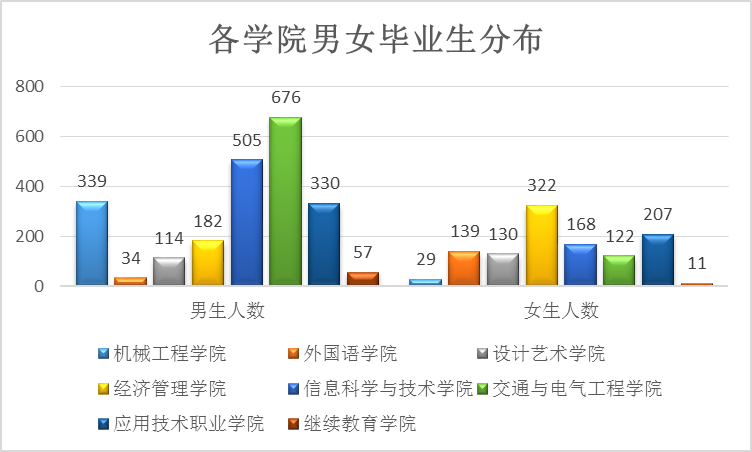 各学院男女毕业生分布
800
600
400
200
0
339
34
114
182
505
676
330
57
29
139
130
322
168
122
207
11
男生人数
女生人数
机械工程学院
外国语学院
设计艺术学院
经济管理学院
信息科学与技术学院
交通与电气工程学院
应用技术职业学院
继续教育学院